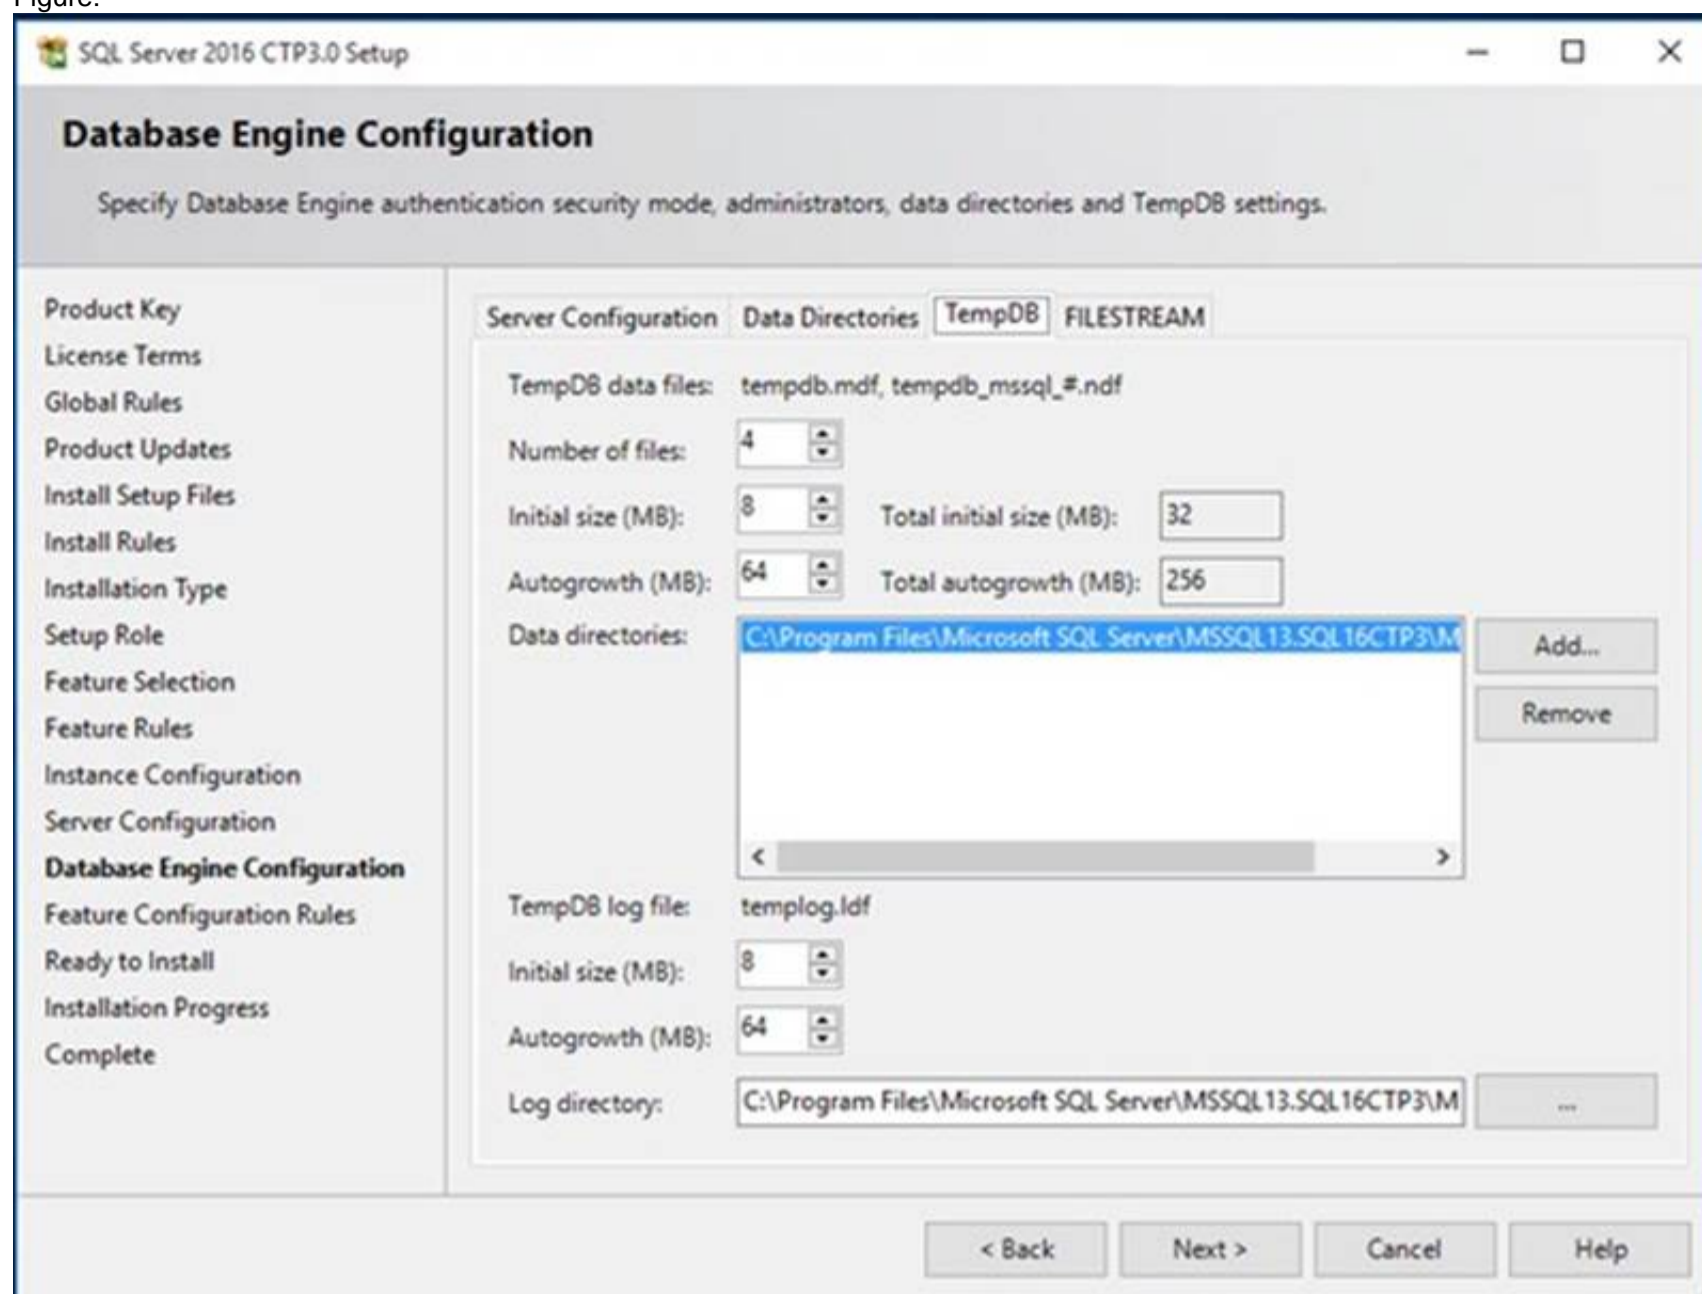 Figure:
SQL Server 2016 CTP3.0 Setup
Database Engine Configuration
Specify Database Engine authentication security mode, administrators, data directories and TempDB settings.
Product Key
License Terms
Global Rules
Product Updates
Install Setup Files
Install Rules
Installation Type
Setup Role
Feature Selection
Feature Rules
Instance Configuration
Server Configuration
Database Engine Configuration
Feature Configuration Rules
Ready to Install
Installation Progress
Complete
Server Configuration Data Directories TempDB FILESTREAM
TempDB data files: tempdb.mdf, tempdb_mssql_#.ndf
Number of files: 4
Initial size (MB): 8 Total initial size (MB): 32
Autogrowth (MB): 64 Total autogrowth (MB): 256
Data directories: C:\Program Files\Microsoft SQL Server\MSSQL13.SQL16CTP3\M Add...
Remove
TempDB log file: templog.ldf
Initial size (MB): 8
Autogrowth (MB): 64
Log directory: C:\Program Files\Microsoft SQL Server\MSSQL13.SQL16CTP3\M ...
< Back Next > Cancel Help